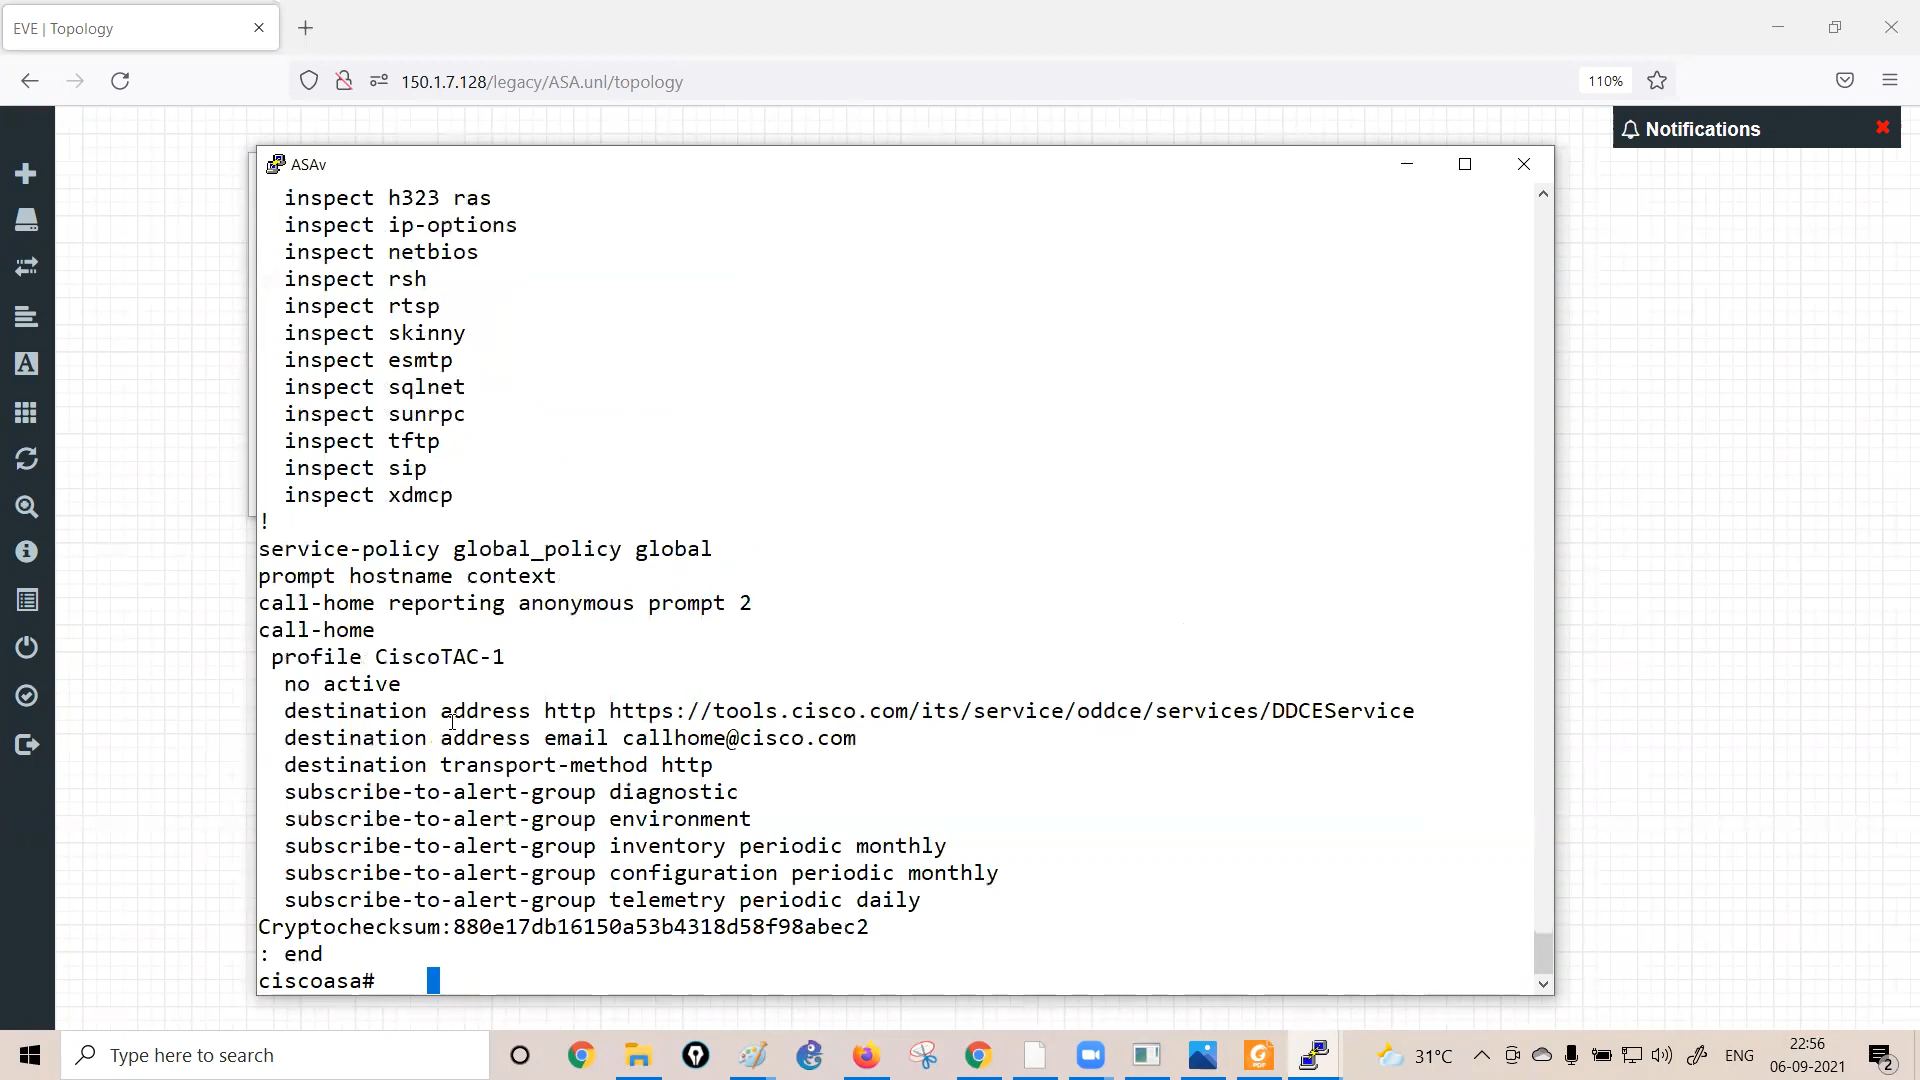 EVE | Topology
150.1.7.128/legacy/ASA.unl/topology
110%
Notifications
ASAv
inspect h323 ras
inspect ip-options
inspect netbios
inspect rsh
inspect rtsp
inspect skinny
inspect esmtp
inspect sqlnet
inspect sunrpc
inspect tftp
inspect sip
inspect xdmcp
!
service-policy global_policy global
prompt hostname context
call-home reporting anonymous prompt 2
call-home
profile CiscoTAC-1
no active
destination address http https://tools.cisco.com/its/service/oddce/services/DDCEService
destination address email callhome@cisco.com
destination transport-method http
subscribe-to-alert-group diagnostic
subscribe-to-alert-group environment
subscribe-to-alert-group inventory periodic monthly
subscribe-to-alert-group configuration periodic monthly
subscribe-to-alert-group telemetry periodic daily
Cryptochecksum:880e17db16150a53b4318d58f98abec2
: end
ciscoasa#
Type here to search
31°C
ENG
22:56
06-09-2021
2